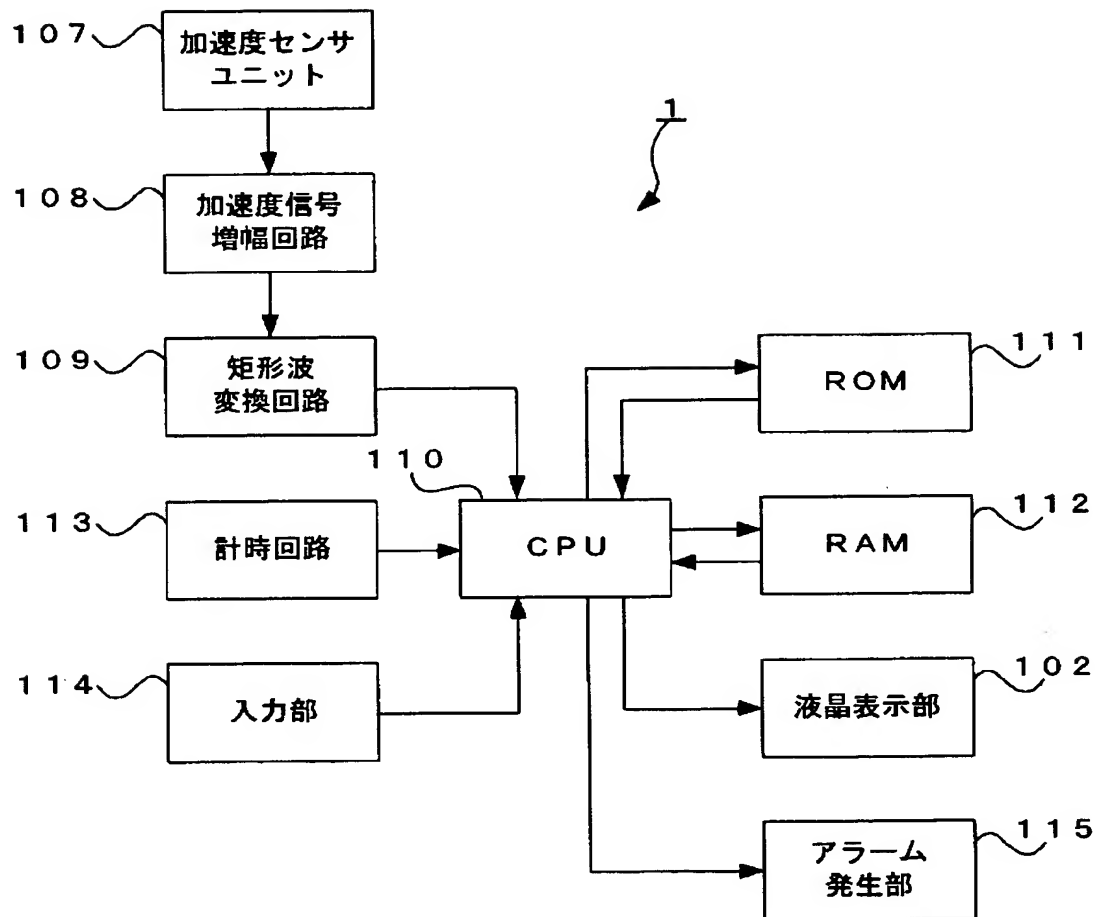 107
加速度センサ
ユニット
1
108
加速度信号
増幅回路
109
矩形波
変換回路
111
ROM
110
CPU
113
計時回路
112
RAM
114
入力部
102
液晶表示部
115
アラーム
発生部